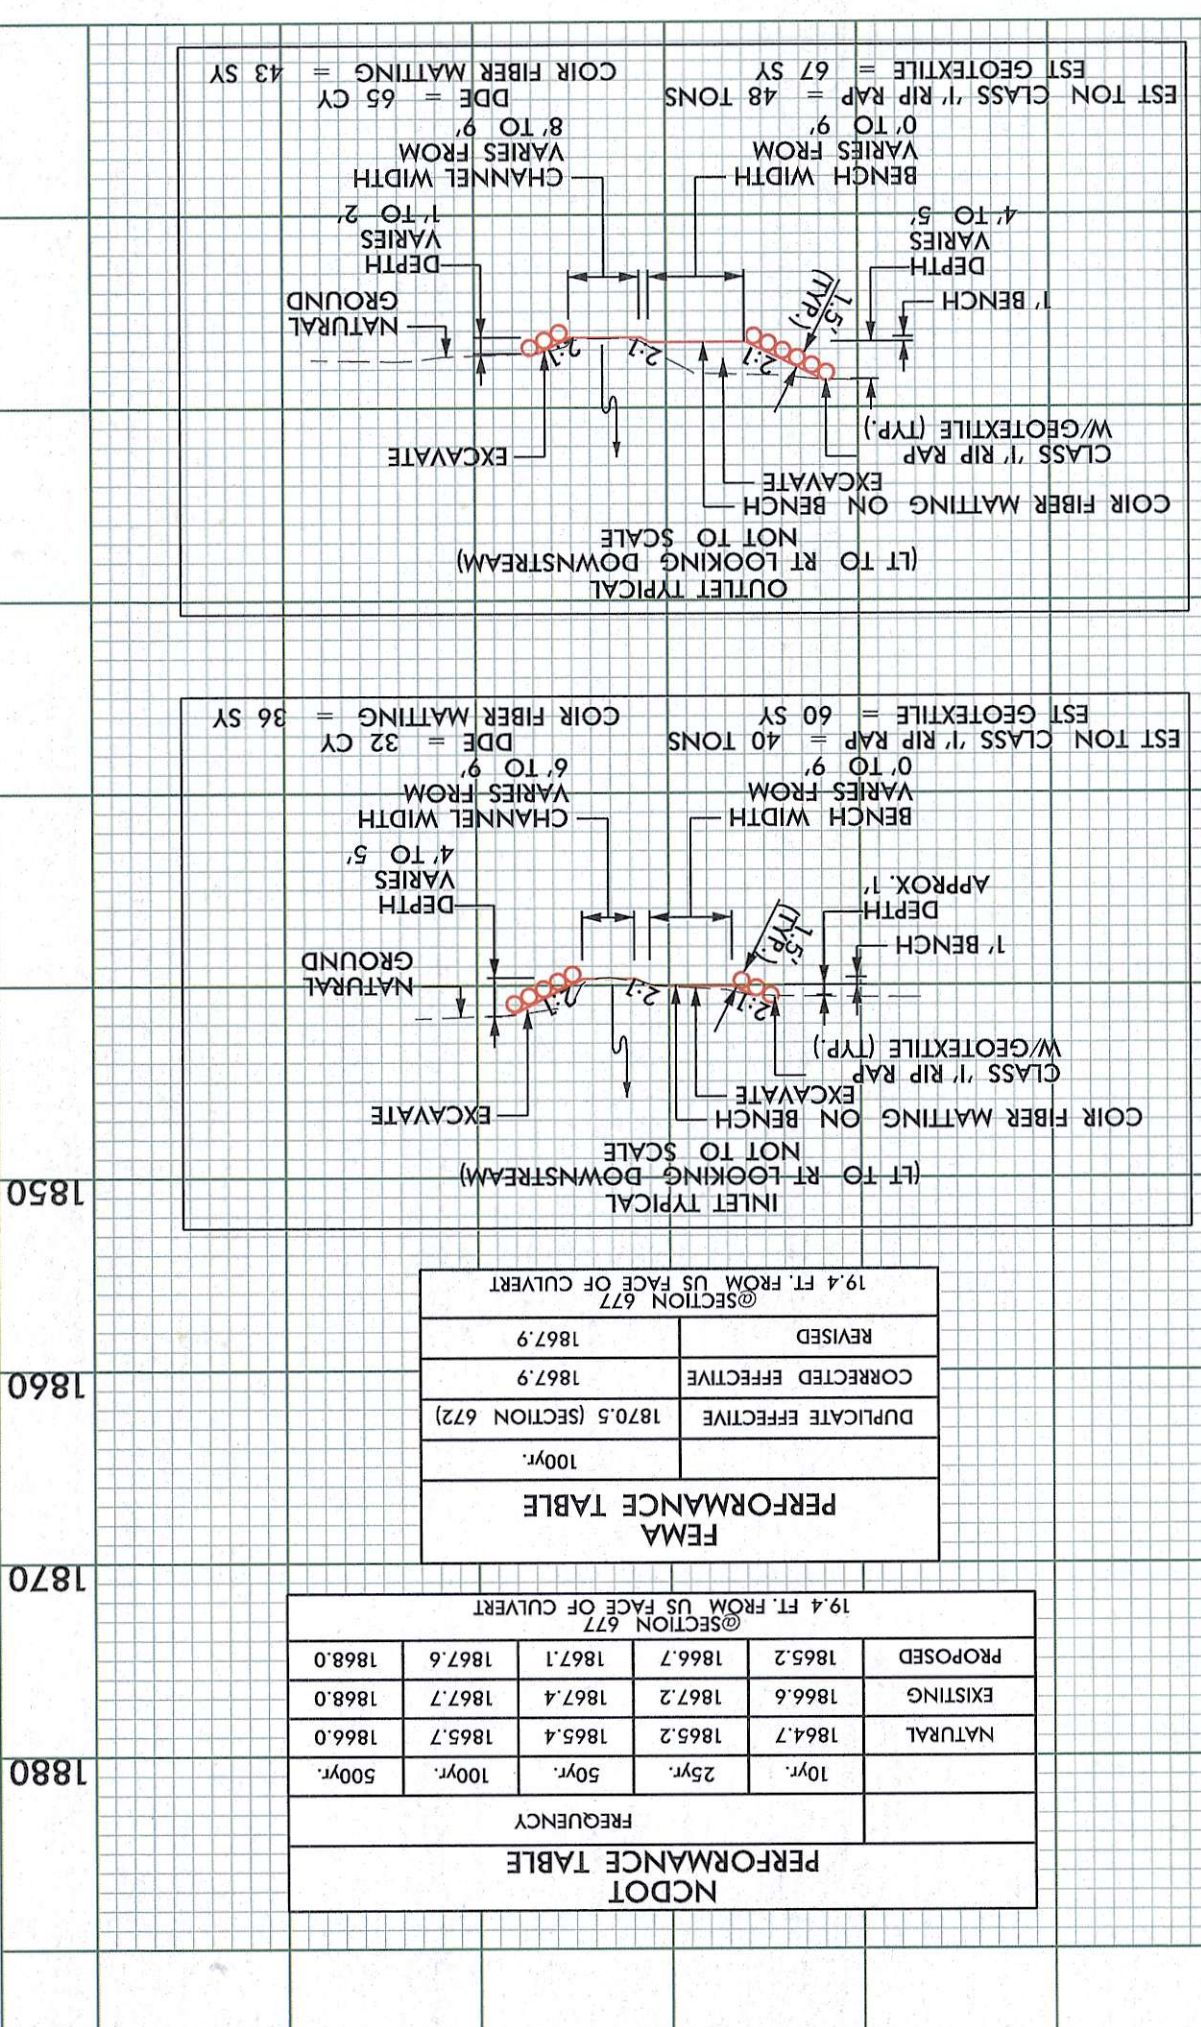 NCDOT
PERFORMANCE TABLE
FREQUENCY
10yr. 25yr. 50yr. 100yr. 500yr.
NATURAL 1864.7 1865.2 1865.4 1865.7 1866.0
EXISTING 1866.6 1867.2 1867.4 1867.7 1868.0
PROPOSED 1865.2 1866.7 1867.1 1867.6 1868.0
@SECTION 677
19.4 FT. FROM US FACE OF CULVERT
1880
1870
FEMA
PERFORMANCE TABLE
100yr.
DUPLICATE EFFECTIVE 1870.5 (SECTION 672)
CORRECTED EFFECTIVE 1867.9
REVISED 1867.9
@SECTION 677
19.4 FT. FROM US FACE OF CULVERT
1860
1850
INLET TYPICAL
(LT TO RT LOOKING DOWNSTREAM)
NOT TO SCALE
COIR FIBER MATTING ON BENCH
EXCAVATE
EXCAVATE
CLASS 'I' RIP RAP
W/GEOTEXTILE (TYP.)
2:1
2:1
2:1
NATURAL
GROUND
1' BENCH
1.5'
(TYP.)
DEPTH
APPROX. 1'
DEPTH
VARIES
4' TO 5'
BENCH WIDTH
VARIES FROM
0' TO 9'
CHANNEL WIDTH
VARIES FROM
6' TO 9'
EST TON CLASS 'I' RIP RAP = 40 TONS
DDE = 32 CY
EST GEOTEXTILE = 60 SY
COIR FIBER MATTING = 36 SY
OUTLET TYPICAL
(LT TO RT LOOKING DOWNSTREAM)
NOT TO SCALE
COIR FIBER MATTING ON BENCH
EXCAVATE
EXCAVATE
CLASS 'I' RIP RAP
W/GEOTEXTILE (TYP.)
2:1
2:1
2:1
NATURAL
GROUND
1' BENCH
1.5'
(TYP.)
DEPTH
VARIES
4' TO 5'
DEPTH
VARIES
1' TO 2'
BENCH WIDTH
VARIES FROM
0' TO 9'
CHANNEL WIDTH
VARIES FROM
8' TO 9'
EST TON CLASS 'I' RIP RAP = 48 TONS
DDE = 65 CY
EST GEOTEXTILE = 67 SY
COIR FIBER MATTING = 43 SY